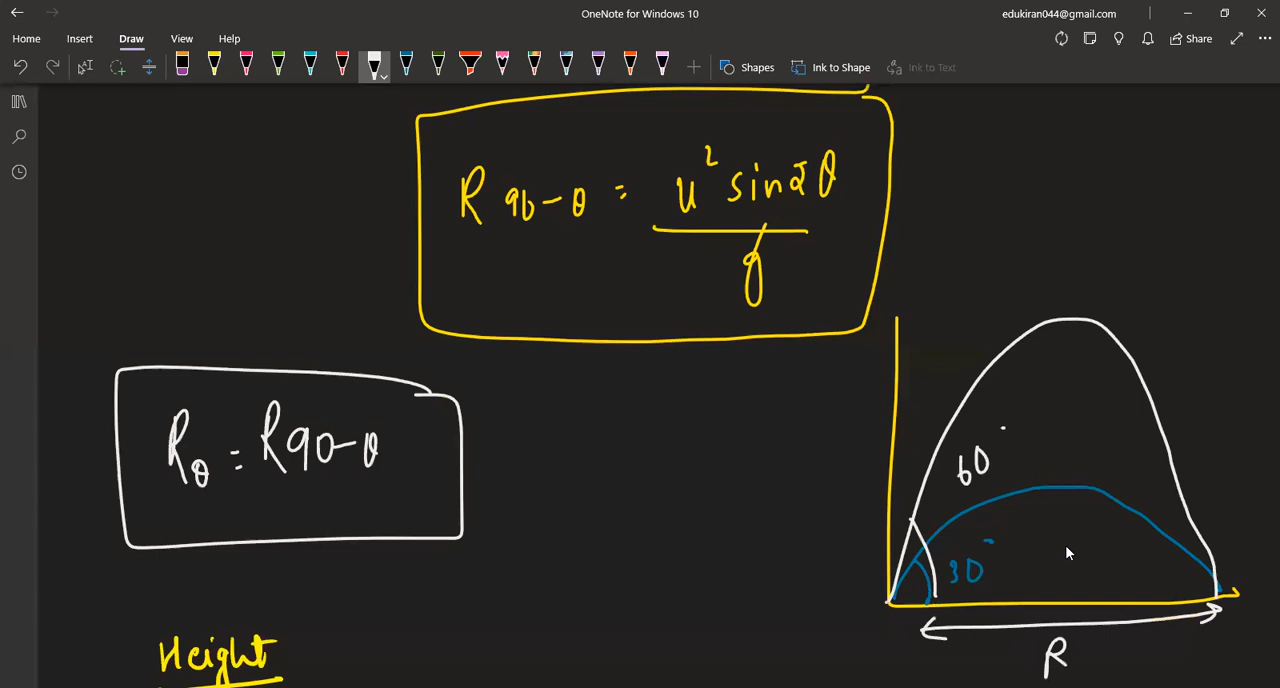 OneNote for Windows 10
edukiran044@gmail.com
Home Insert Draw View Help
Share
Shapes Ink to Shape Ink to Text
R 90-θ = u² sin2θ
g
Rθ = R90-θ
60°
30°
R
Height